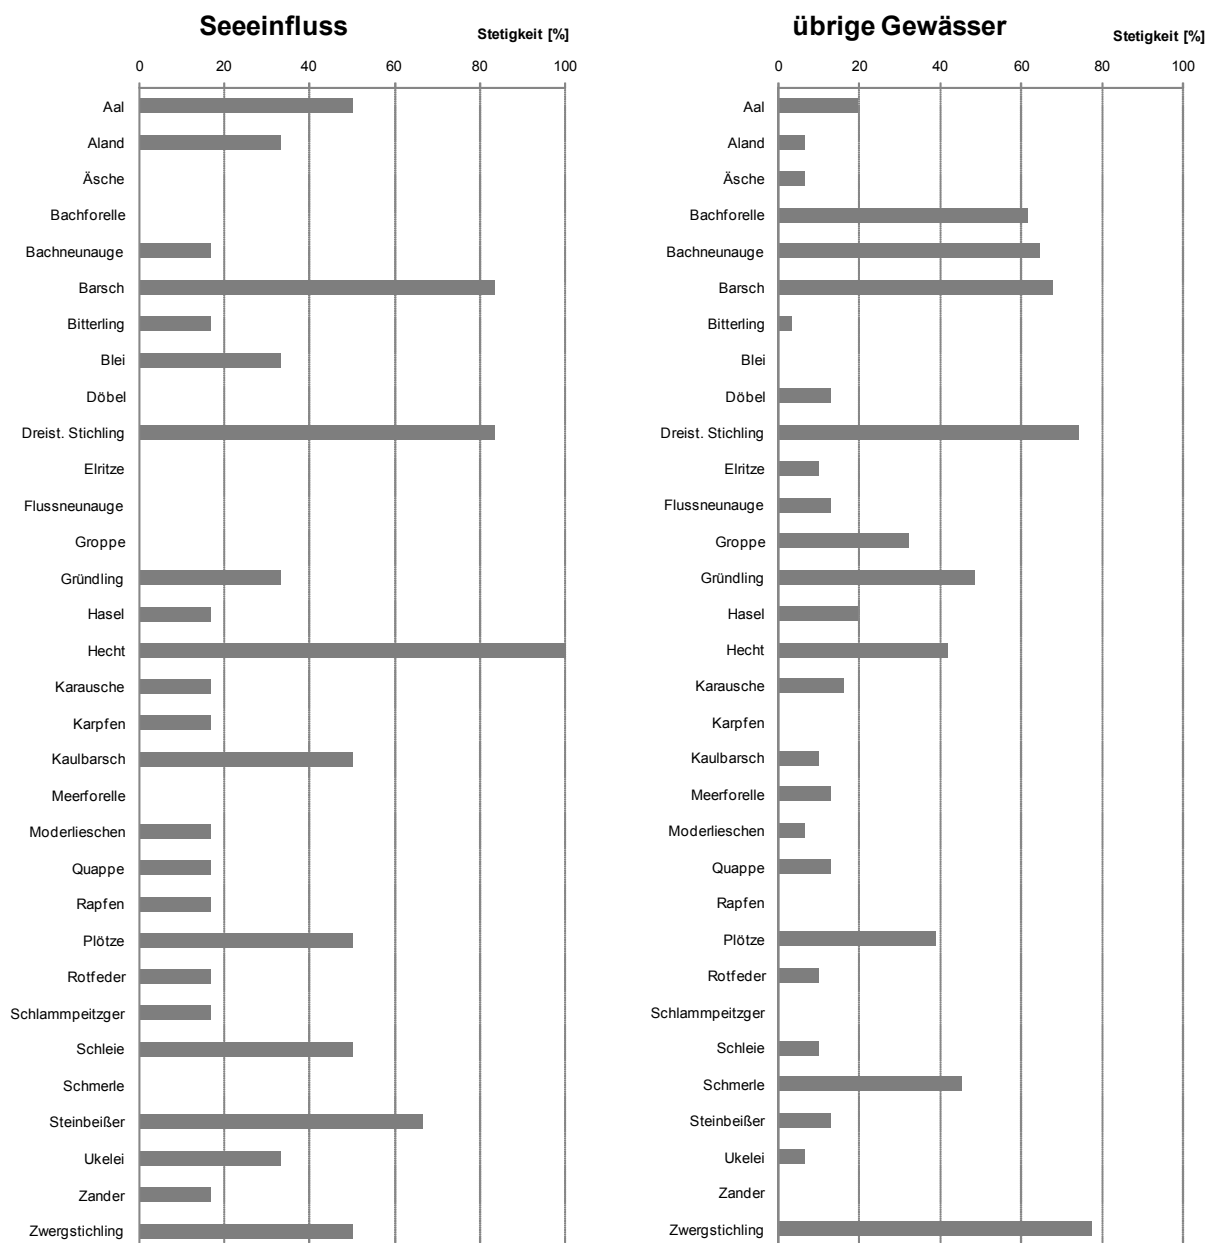 Seeeinfluss
Stetigkeit [%]
0 20 40 60 80 100
Aal
Aland
Äsche
Bachforelle
Bachneunauge
Barsch
Bitterling
Blei
Döbel
Dreist. Stichling
Elritze
Flussneunauge
Groppe
Gründling
Hasel
Hecht
Karausche
Karpfen
Kaulbarsch
Meerforelle
Moderlieschen
Quappe
Rapfen
Plötze
Rotfeder
Schlammpeitzger
Schleie
Schmerle
Steinbeißer
Ukelei
Zander
Zwergstichling
übrige Gewässer
Stetigkeit [%]
0 20 40 60 80 100
Aal
Aland
Äsche
Bachforelle
Bachneunauge
Barsch
Bitterling
Blei
Döbel
Dreist. Stichling
Elritze
Flussneunauge
Groppe
Gründling
Hasel
Hecht
Karausche
Karpfen
Kaulbarsch
Meerforelle
Moderlieschen
Quappe
Rapfen
Plötze
Rotfeder
Schlammpeitzger
Schleie
Schmerle
Steinbeißer
Ukelei
Zander
Zwergstichling